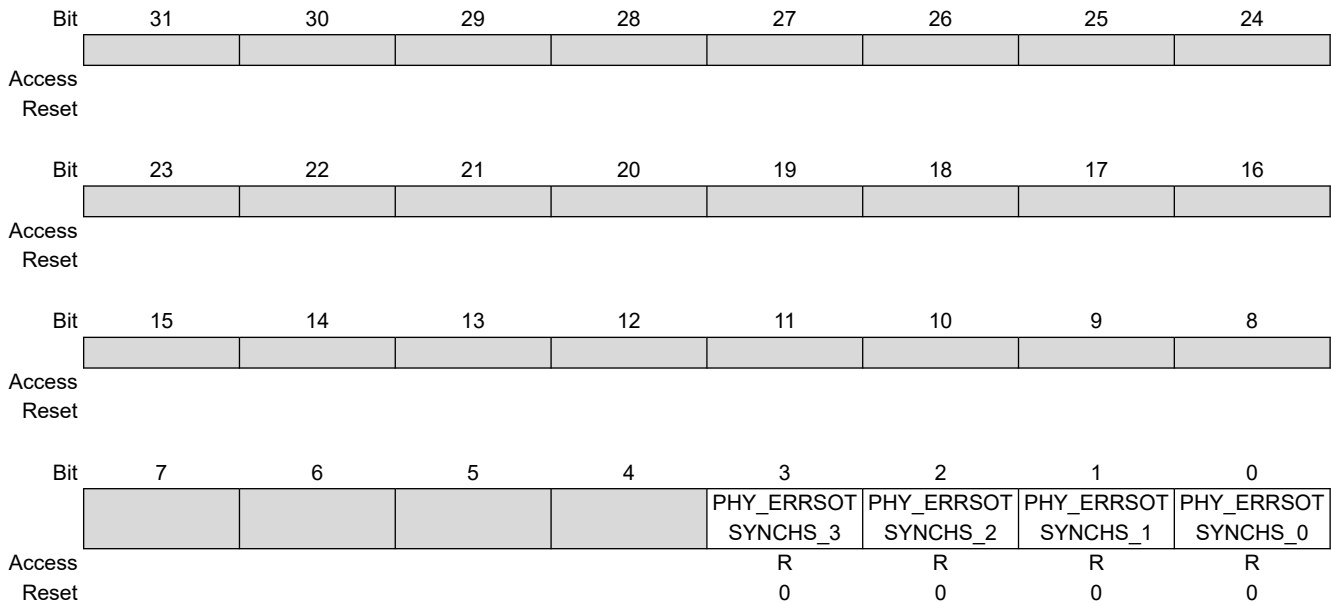 Bit 31 30 29 28 27 26 25 24
Access
Reset
Bit 23 22 21 20 19 18 17 16
Access
Reset
Bit 15 14 13 12 11 10 9 8
Access
Reset
Bit 7 6 5 4 3 2 1 0
PHY_ERRSOT PHY_ERRSOT PHY_ERRSOT PHY_ERRSOT
SYNCHS_3 SYNCHS_2 SYNCHS_1 SYNCHS_0
Access R R R R
Reset 0 0 0 0